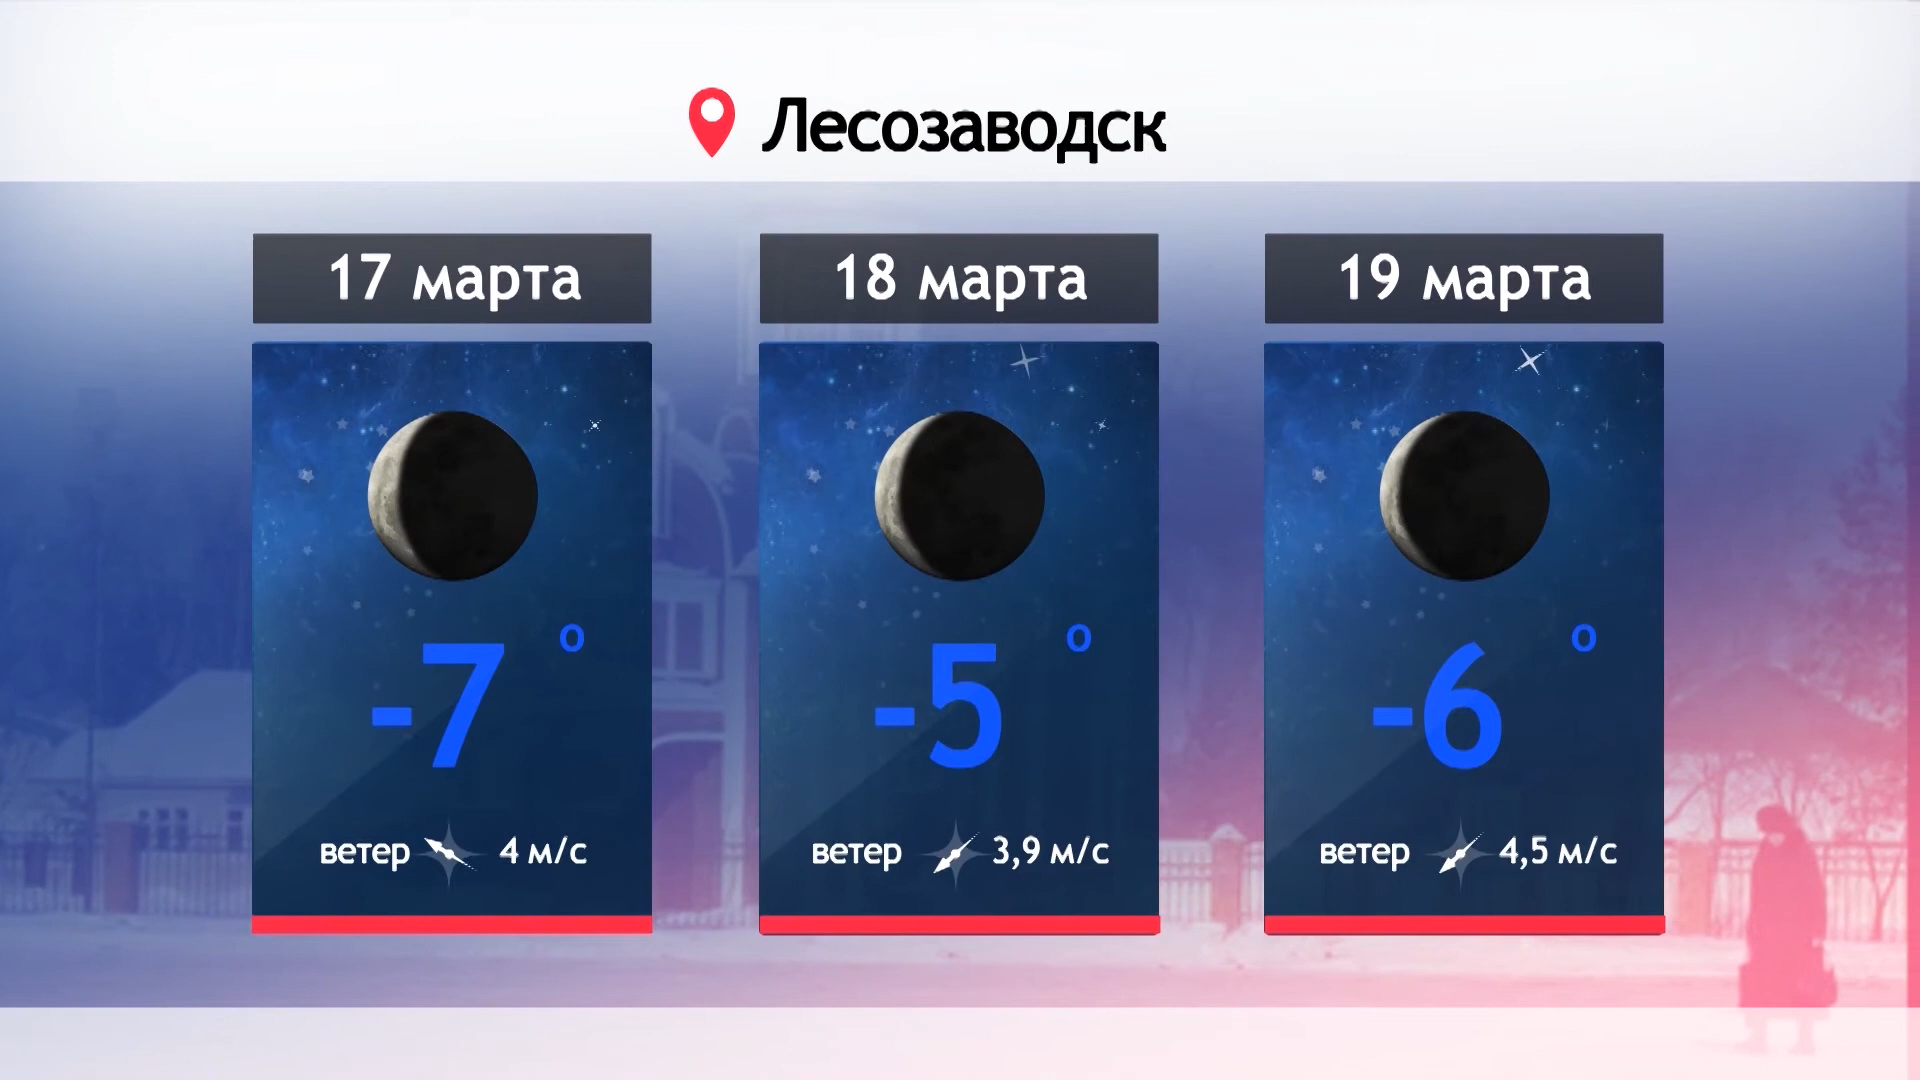 Лесозаводск
17 марта
-7°
ветер 4 м/с
18 марта
-5°
ветер 3,9 м/с
19 марта
-6°
ветер 4,5 м/с